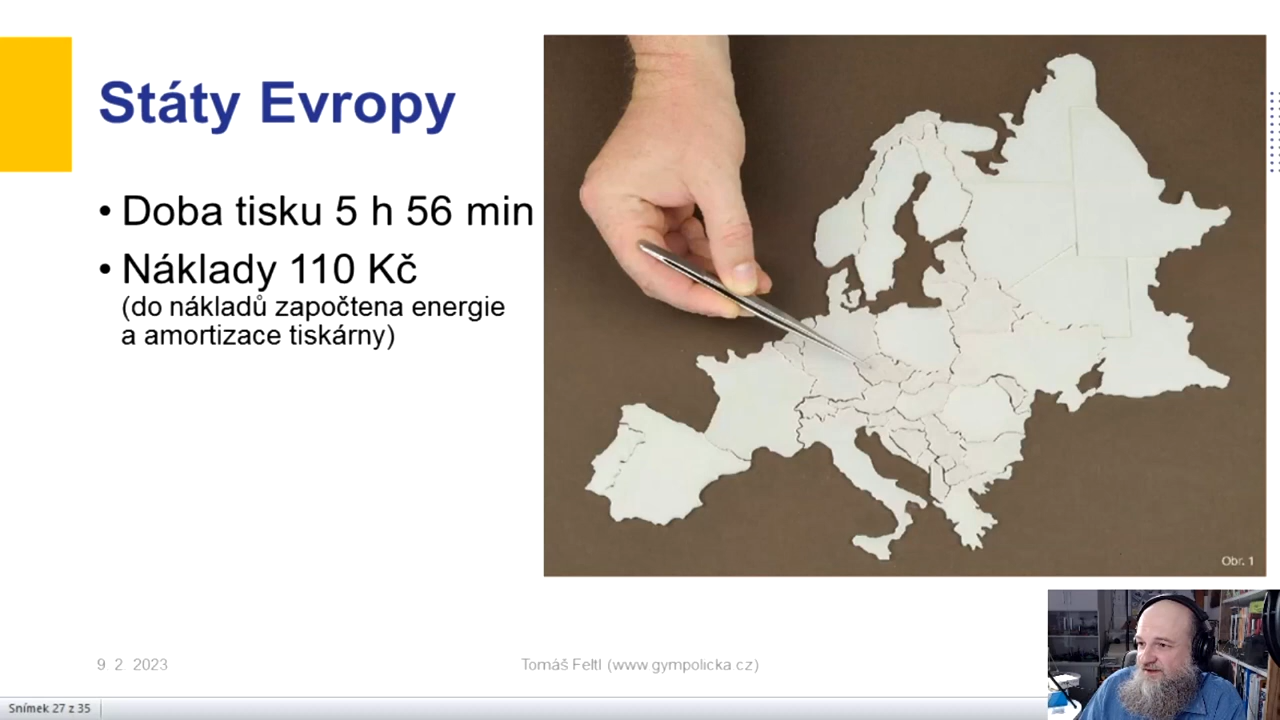 Státy Evropy
• Doba tisku 5 h 56 min
• Náklady 110 Kč
(do nákladů započtena energie
a amortizace tiskárny)
Obr. 1
9. 2. 2023
Tomáš Feltl (www.gympolicka.cz)
Snímek 27 z 35